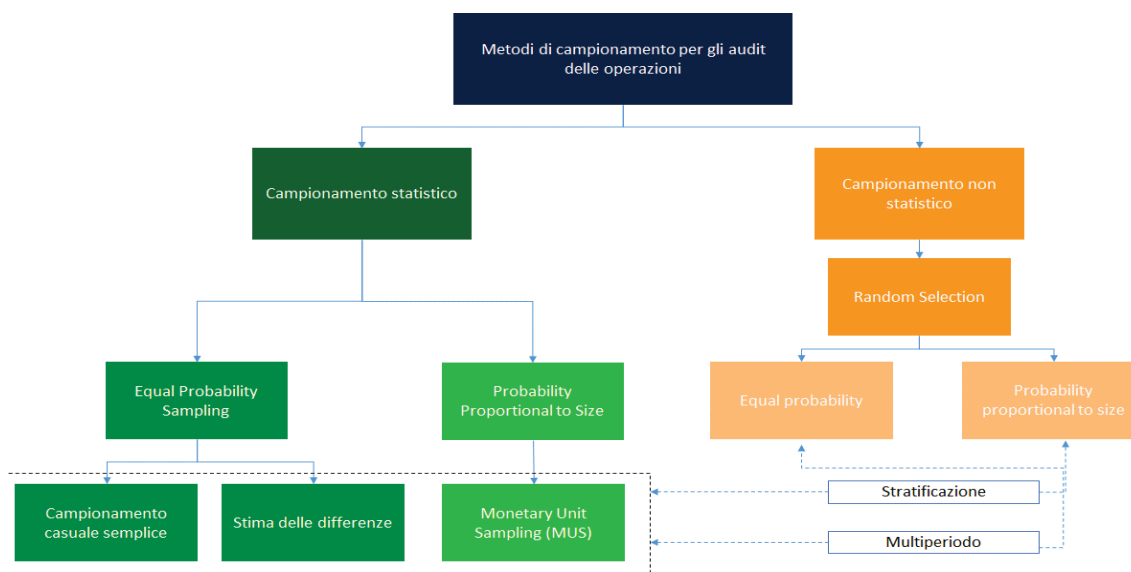 Metodi di campionamento per gli audit
delle operazioni
Campionamento statistico
Campionamento non
statistico
Random Selection
Equal Probability
Sampling
Probability
Proportional to Size
Equal probability
Probability
proportional to size
Campionamento
casuale semplice
Stima delle differenze
Monetary Unit
Sampling (MUS)
Stratificazione
Multiperiodo